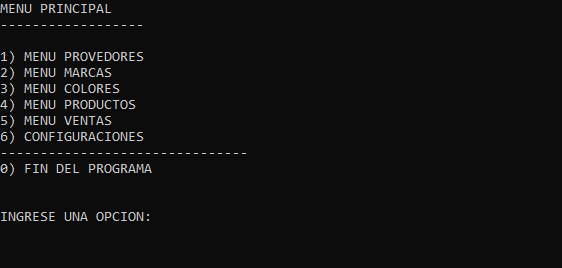 MENU PRINCIPAL
------------------
1) MENU PROVEDORES
2) MENU MARCAS
3) MENU COLORES
4) MENU PRODUCTOS
5) MENU VENTAS
6) CONFIGURACIONES
-------------------------------
0) FIN DEL PROGRAMA
INGRESE UNA OPCION: